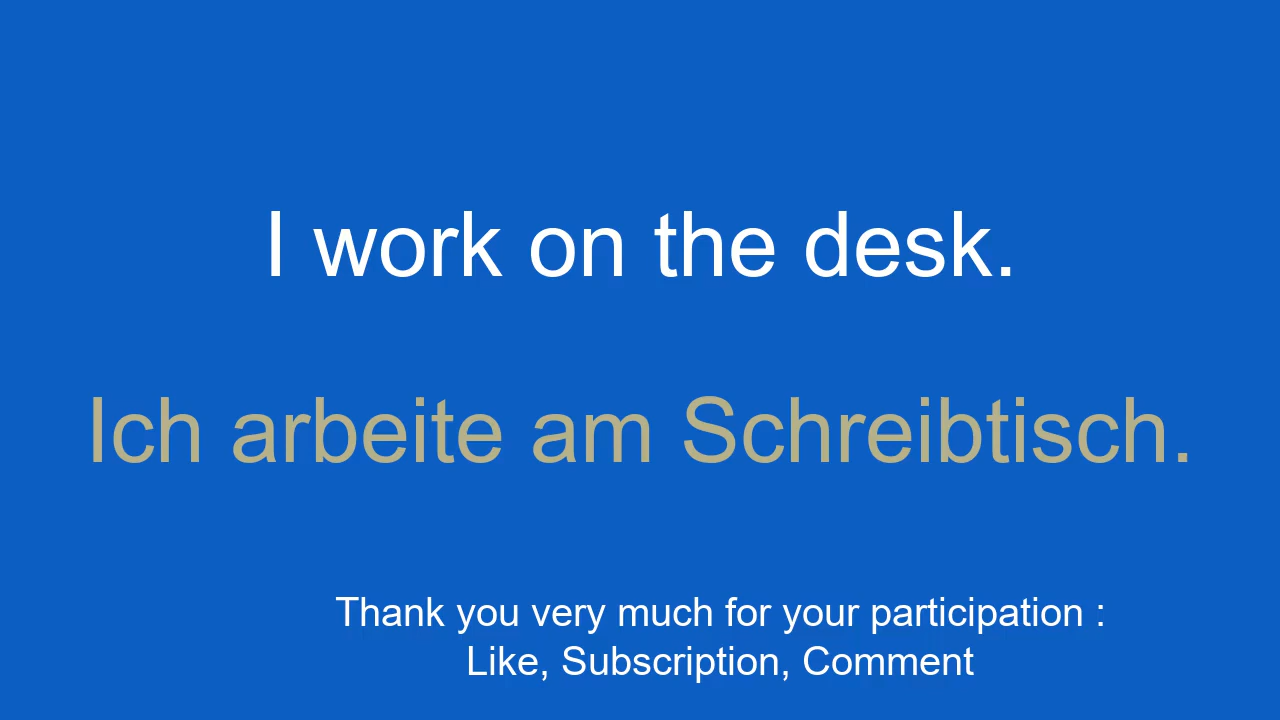 I work on the desk.
Ich arbeite am Schreibtisch.
Thank you very much for your participation :
Like, Subscription, Comment